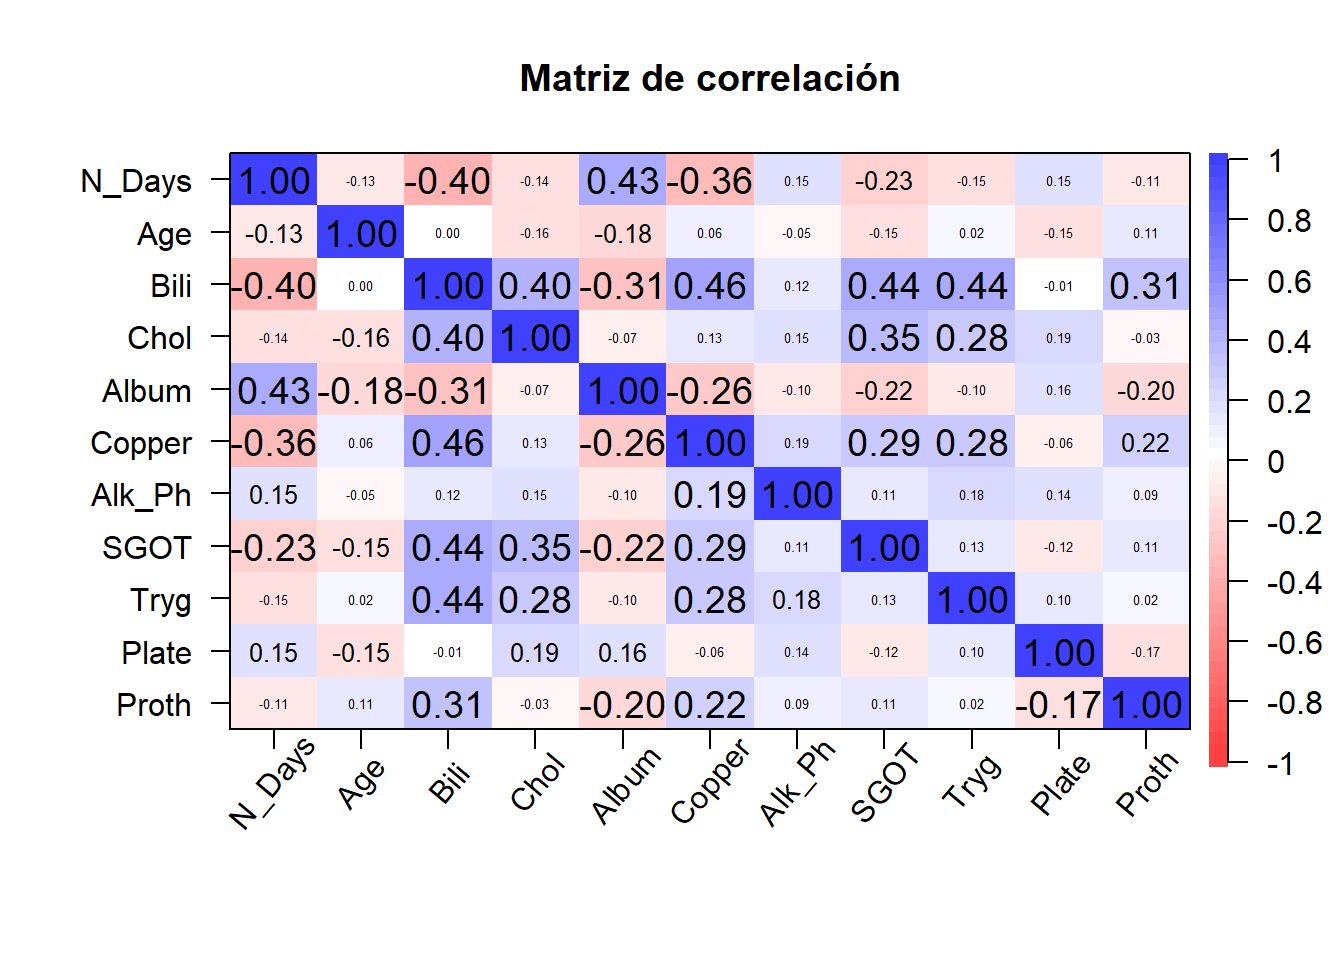 Matriz de correlación
N_Days 1.00 -0.13 -0.40 -0.14 0.43 -0.36 0.15 -0.23 -0.15 0.15 -0.11
Age -0.13 1.00 0.00 -0.16 -0.18 0.06 -0.05 -0.15 0.02 -0.15 0.11
Bili -0.40 0.00 1.00 0.40 -0.31 0.46 0.12 0.44 0.44 -0.01 0.31
Chol -0.14 -0.16 0.40 1.00 -0.07 0.13 0.15 0.35 0.28 0.19 -0.03
Album 0.43 -0.18 -0.31 -0.07 1.00 -0.26 -0.10 -0.22 -0.10 0.16 -0.20
Copper -0.36 0.06 0.46 0.13 -0.26 1.00 0.19 0.29 0.28 -0.06 0.22
Alk_Ph 0.15 -0.05 0.12 0.15 -0.10 0.19 1.00 0.11 0.18 0.14 0.09
SGOT -0.23 -0.15 0.44 0.35 -0.22 0.29 0.11 1.00 0.13 -0.12 0.11
Tryg -0.15 0.02 0.44 0.28 -0.10 0.28 0.18 0.13 1.00 0.10 0.02
Plate 0.15 -0.15 -0.01 0.19 0.16 -0.06 0.14 -0.12 0.10 1.00 -0.17
Proth -0.11 0.11 0.31 -0.03 -0.20 0.22 0.09 0.11 0.02 -0.17 1.00
N_Days Age Bili Chol Album Copper Alk_Ph SGOT Tryg Plate Proth
1
0.8
0.6
0.4
0.2
0
-0.2
-0.4
-0.6
-0.8
-1